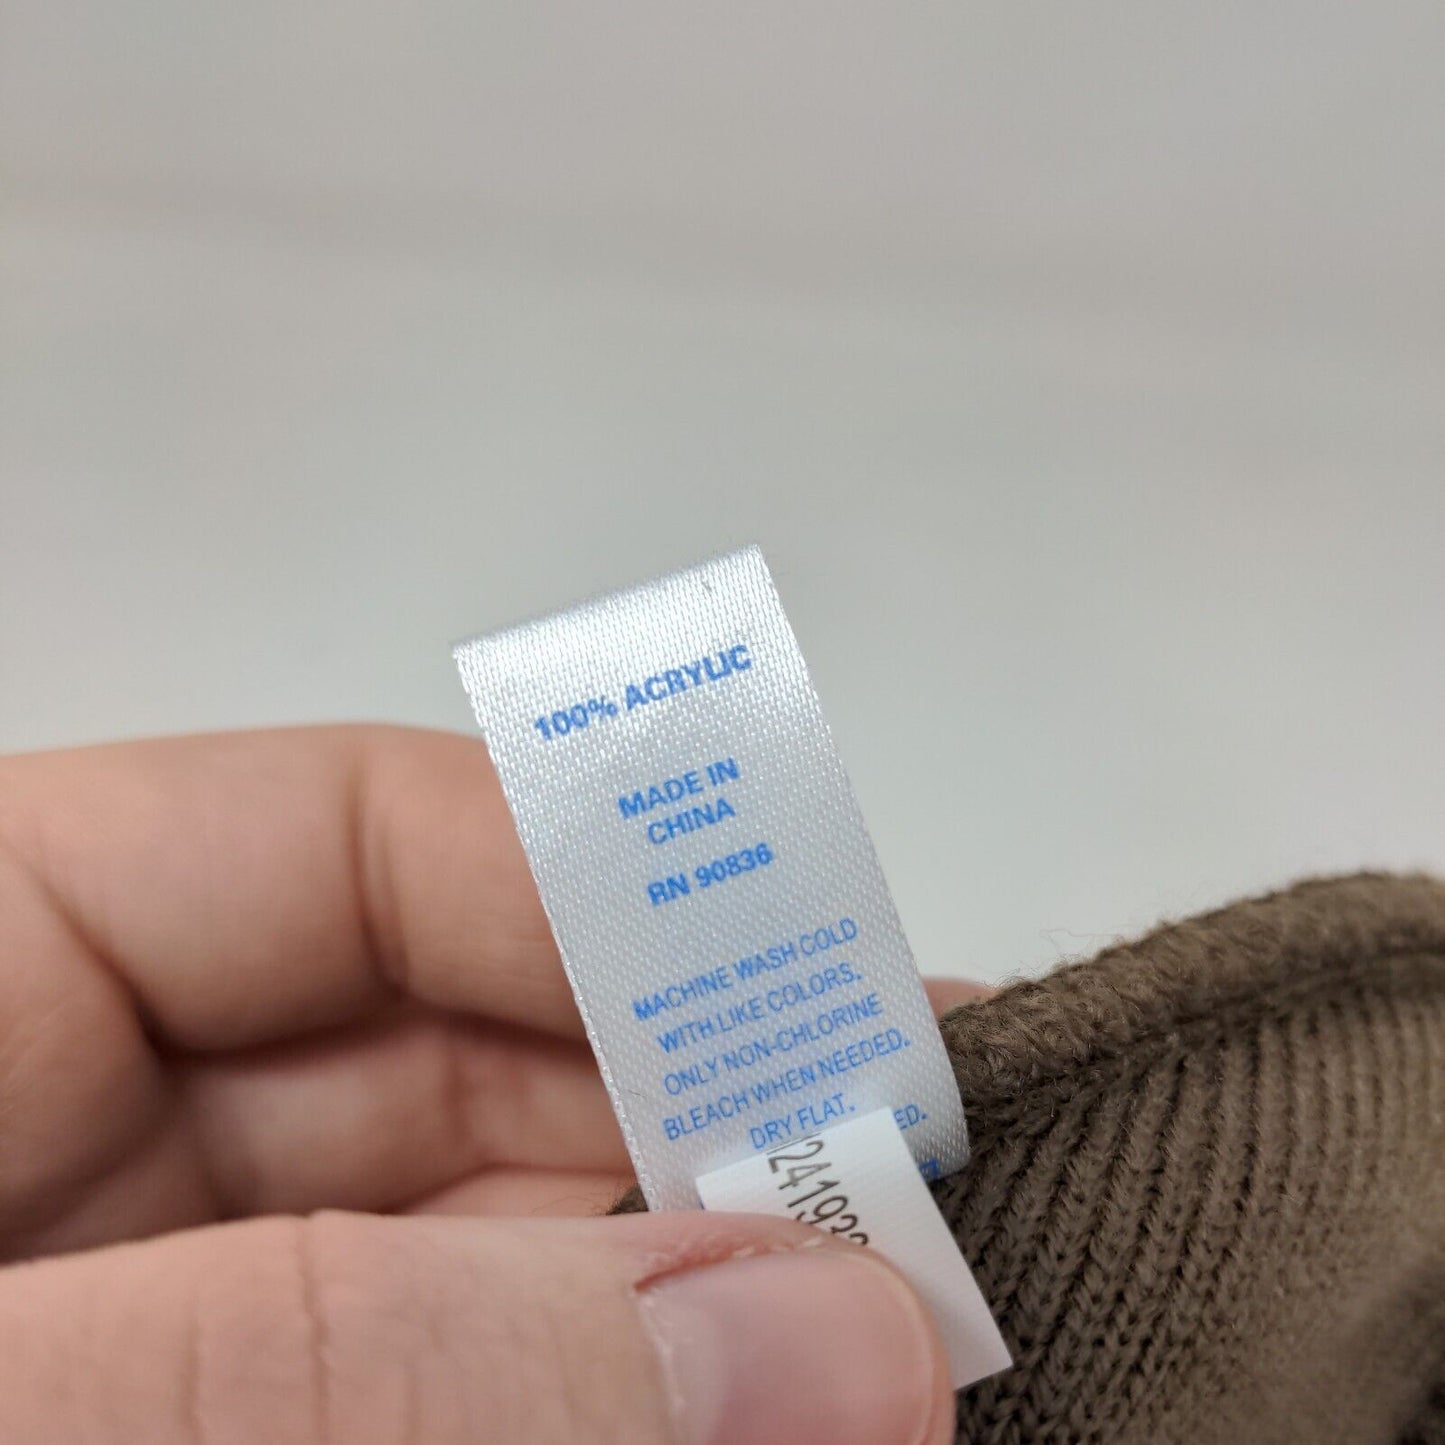 100% ACRYLIC
MADE IN
CHINA
RN 90836
MACHINE WASH COLD
WITH LIKE COLORS.
ONLY NON-CHLORINE
BLEACH WHEN NEEDED.
DRY FLAT.